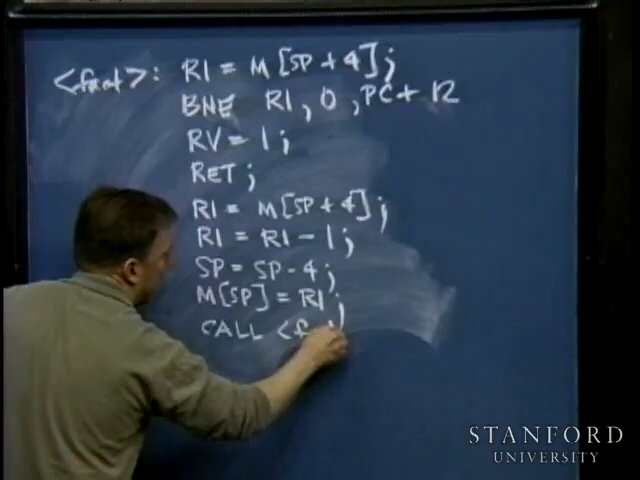 <fact>: R1 = M[SP + 4];
BNE R1, 0, PC + 12
RV = 1;
RET;
R1 = M[SP + 4];
R1 = R1 - 1;
SP = SP - 4;
M[SP] = R1;
CALL <f
STANFORD
UNIVERSITY